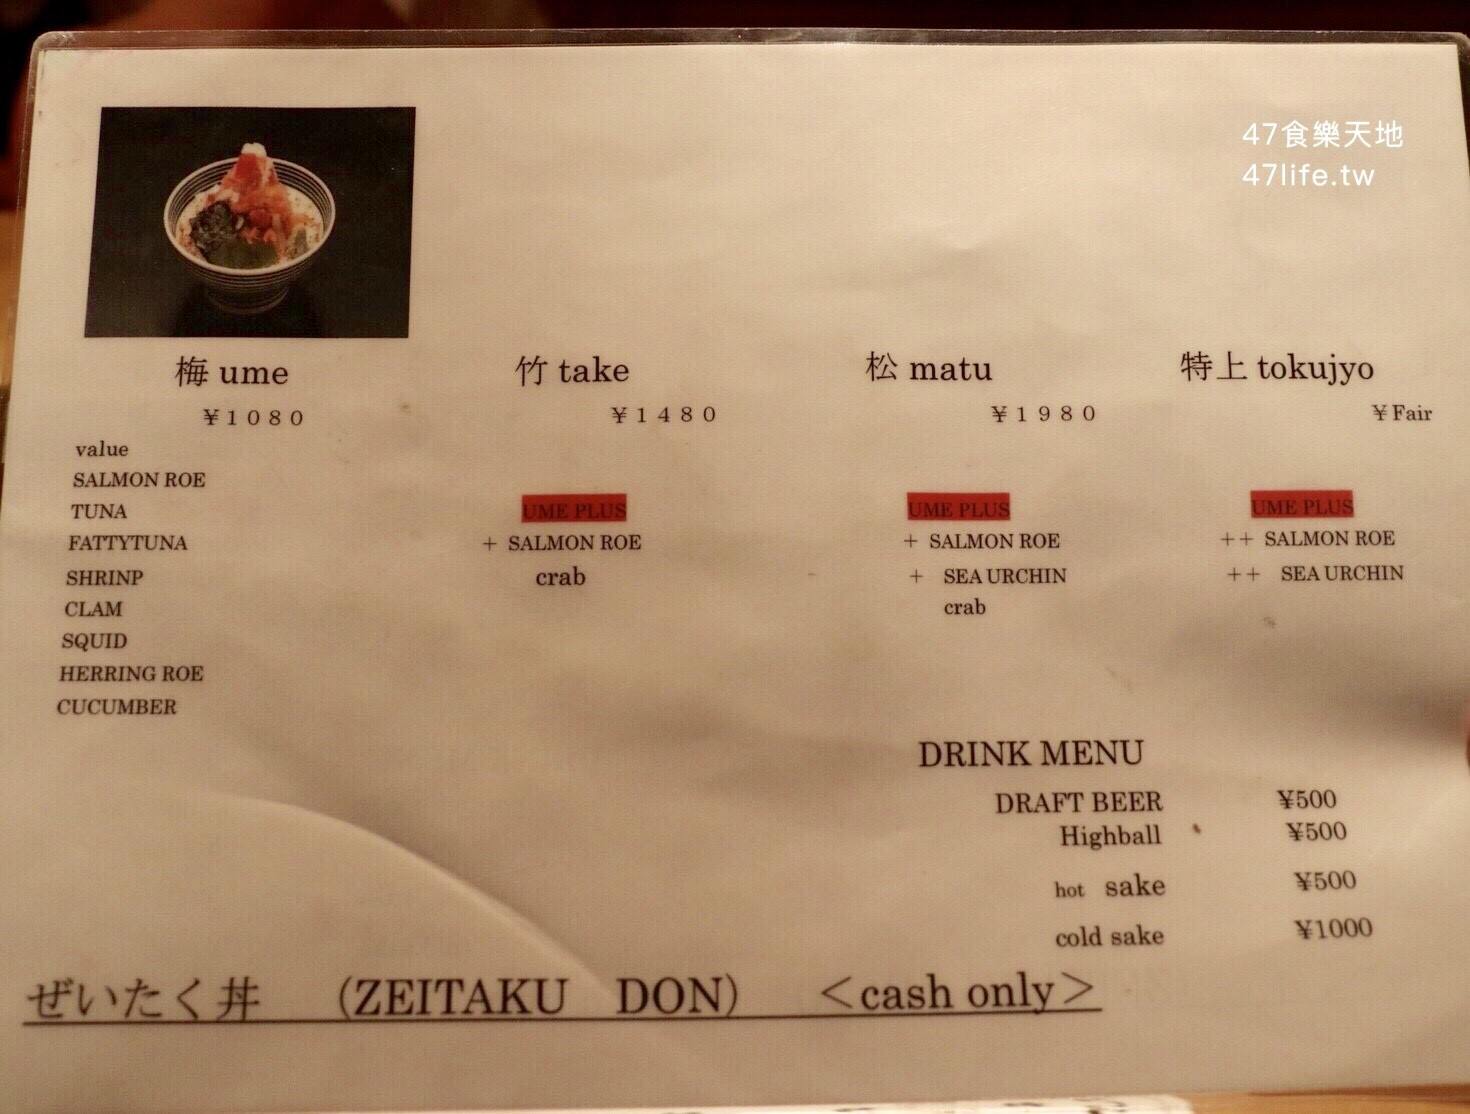 47食樂天地
47life.tw
梅 ume
¥1080
value
SALMON ROE
TUNA
FATTYTUNA
SHRINP
CLAM
SQUID
HERRING ROE
CUCUMBER
竹 take
¥1480
UME PLUS
+ SALMON ROE
crab
松 matu
¥1980
UME PLUS
+ SALMON ROE
+ SEA URCHIN
crab
特上 tokujyo
¥Fair
UME PLUS
++ SALMON ROE
++ SEA URCHIN
DRINK MENU
DRAFT BEER ¥500
Highball ¥500
hot sake ¥500
cold sake ¥1000
ぜいたく丼 (ZEITAKU DON) <cash only>